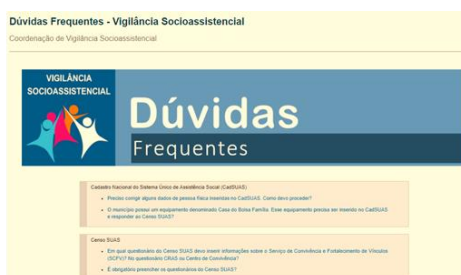 Dúvidas Frequentes - Vigilância Socioassistencial
Coordenação de Vigilância Socioassistencial
VIGILÂNCIA
SOCIOASSISTENCIAL
Dúvidas
Frequentes
Cadastro Nacional do Sistema Único de Assistência Social (CadSUAS)
Preciso corrigir alguns dados de pessoa física inseridas no CadSUAS. Como devo proceder?
O município possui um equipamento denominado Casa do Bolsa Família. Esse equipamento precisa ser inserido no CadSUAS
e responder ao Censo SUAS?
Censo SUAS
Em qual questionário do Censo SUAS devo inserir informações sobre o Serviço de Convivência e Fortalecimento de Vínculos
(SCFV)? No questionário CRAS ou Centro de Convivência?
É obrigatória preencher os questionários do Censo SUAS?